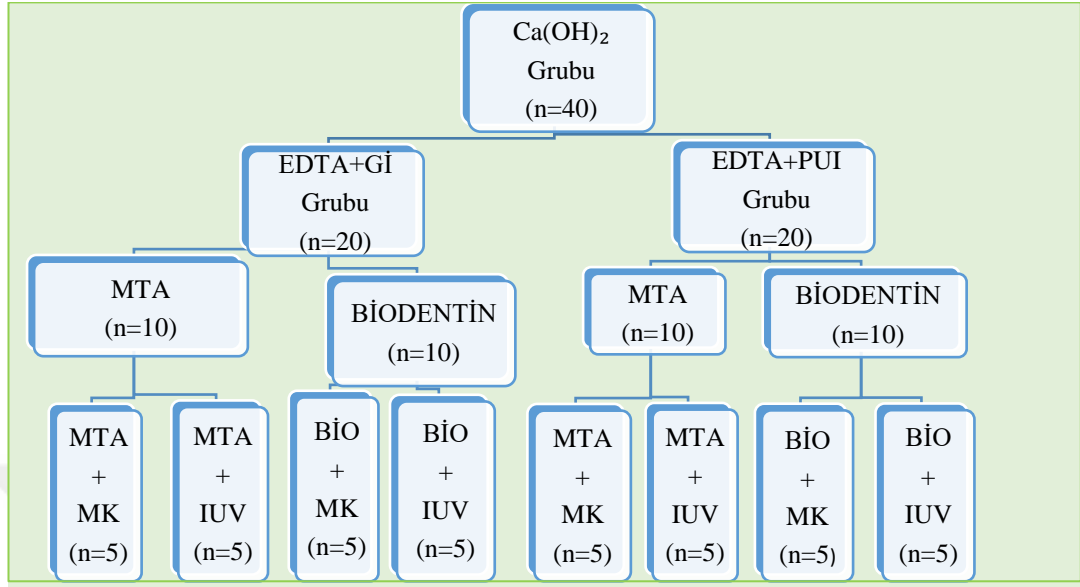 Ca(OH)₂
Grubu
(n=40)
EDTA+Gİ
Grubu
(n=20)
EDTA+PUI
Grubu
(n=20)
MTA
(n=10)
BİODENTİN
(n=10)
MTA
(n=10)
BİODENTİN
(n=10)
MTA
+
MK
(n=5)
MTA
+
IUV
(n=5)
BİO
+
MK
(n=5)
BİO
+
IUV
(n=5)
MTA
+
MK
(n=5)
MTA
+
IUV
(n=5)
BİO
+
MK
(n=5)
BİO
+
IUV
(n=5)